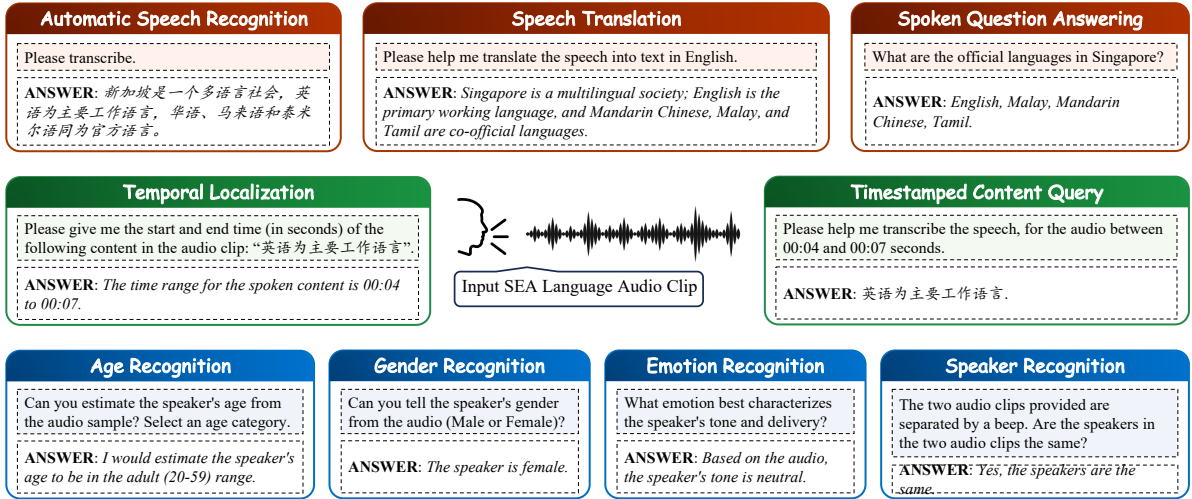 Automatic Speech Recognition
Please transcribe.
ANSWER: 新加坡是一个多语言社会，英
语为主要工作语言，华语、马来语和泰米
尔语同为官方语言。
Speech Translation
Please help me translate the speech into text in English.
ANSWER: Singapore is a multilingual society; English is the
primary working language, and Mandarin Chinese, Malay, and
Tamil are co-official languages.
Spoken Question Answering
What are the official languages in Singapore?
ANSWER: English, Malay, Mandarin
Chinese, Tamil.
Temporal Localization
Please give me the start and end time (in seconds) of the
following content in the audio clip: “英语为主要工作语言”.
ANSWER: The time range for the spoken content is 00:04
to 00:07.
Input SEA Language Audio Clip
Timestamped Content Query
Please help me transcribe the speech, for the audio between
00:04 and 00:07 seconds.
ANSWER: 英语为主要工作语言.
Age Recognition
Can you estimate the speaker's age from
the audio sample? Select an age category.
ANSWER: I would estimate the speaker's
age to be in the adult (20-59) range.
Gender Recognition
Can you tell the speaker's gender
from the audio (Male or Female)?
ANSWER: The speaker is female.
Emotion Recognition
What emotion best characterizes
the speaker's tone and delivery?
ANSWER: Based on the audio,
the speaker's tone is neutral.
Speaker Recognition
The two audio clips provided are
separated by a beep. Are the speakers in
the two audio clips the same?
ANSWER: Yes, the speakers are the
same.